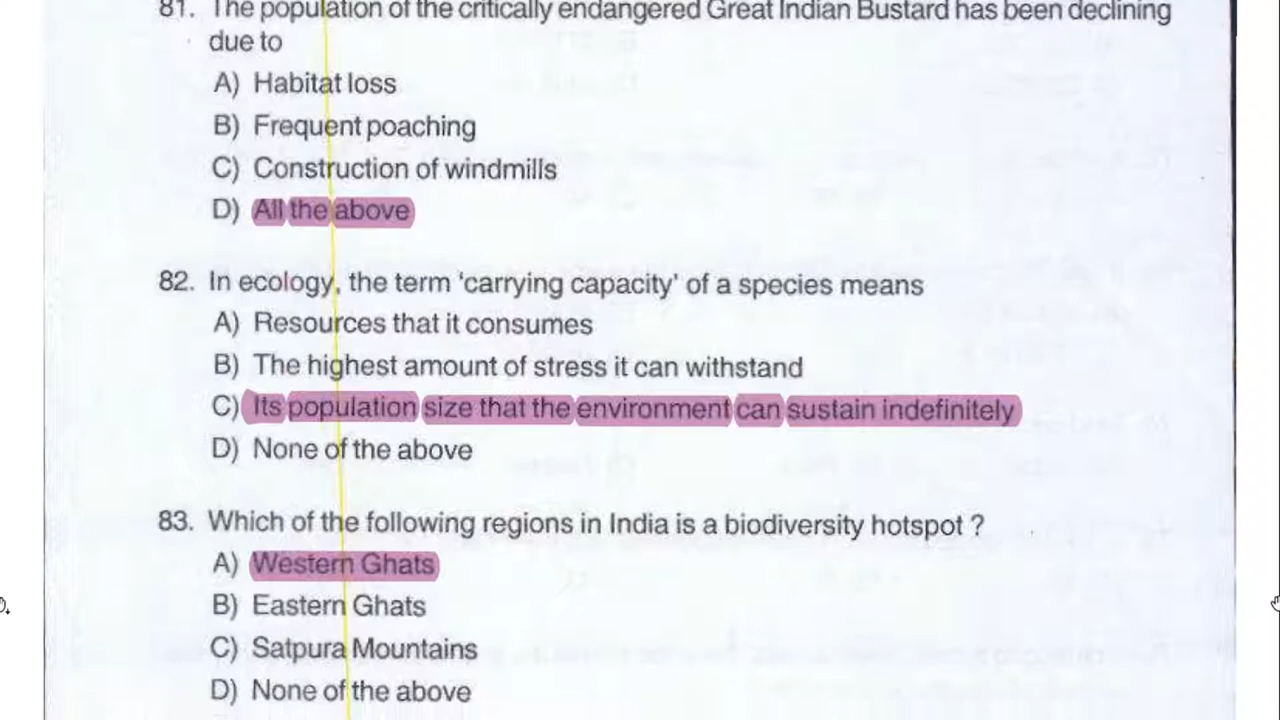 81. The population of the critically endangered Great Indian Bustard has been declining
due to
A) Habitat loss
B) Frequent poaching
C) Construction of windmills
D) All the above
82. In ecology, the term 'carrying capacity' of a species means
A) Resources that it consumes
B) The highest amount of stress it can withstand
C) Its population size that the environment can sustain indefinitely
D) None of the above
83. Which of the following regions in India is a biodiversity hotspot ?
A) Western Ghats
B) Eastern Ghats
C) Satpura Mountains
D) None of the above